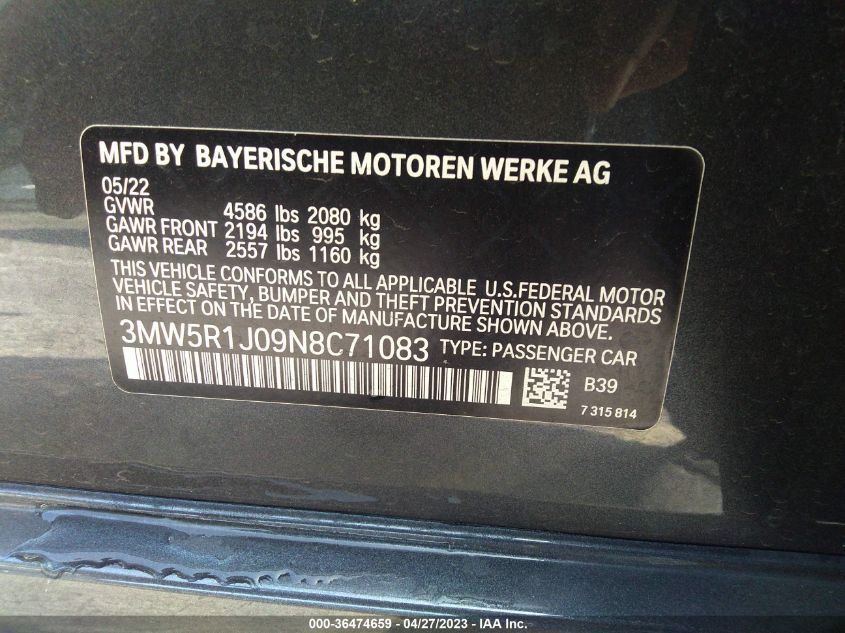 MFD BY BAYERISCHE MOTOREN WERKE AG
05/22
GVWR 4586 lbs 2080 kg
GAWR FRONT 2194 lbs 995 kg
GAWR REAR 2557 lbs 1160 kg
THIS VEHICLE CONFORMS TO ALL APPLICABLE U.S.FEDERAL MOTOR
VEHICLE SAFETY, BUMPER AND THEFT PREVENTION STANDARDS
IN EFFECT ON THE DATE OF MANUFACTURE SHOWN ABOVE.
3MW5R1J09N8C71083 TYPE: PASSENGER CAR
B39
7 315 814
000-36474659 - 04/27/2023 - IAA Inc.